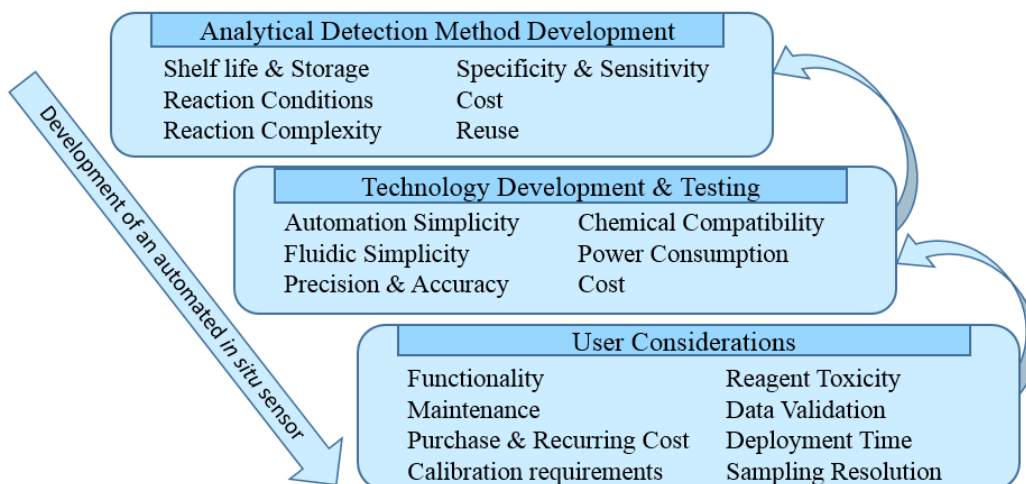 Analytical Detection Method Development
Shelf life & Storage
Reaction Conditions
Reaction Complexity
Specificity & Sensitivity
Cost
Reuse
Development of an automated in situ sensor
Technology Development & Testing
Automation Simplicity
Fluidic Simplicity
Precision & Accuracy
Chemical Compatibility
Power Consumption
Cost
User Considerations
Functionality
Maintenance
Purchase & Recurring Cost
Calibration requirements
Reagent Toxicity
Data Validation
Deployment Time
Sampling Resolution